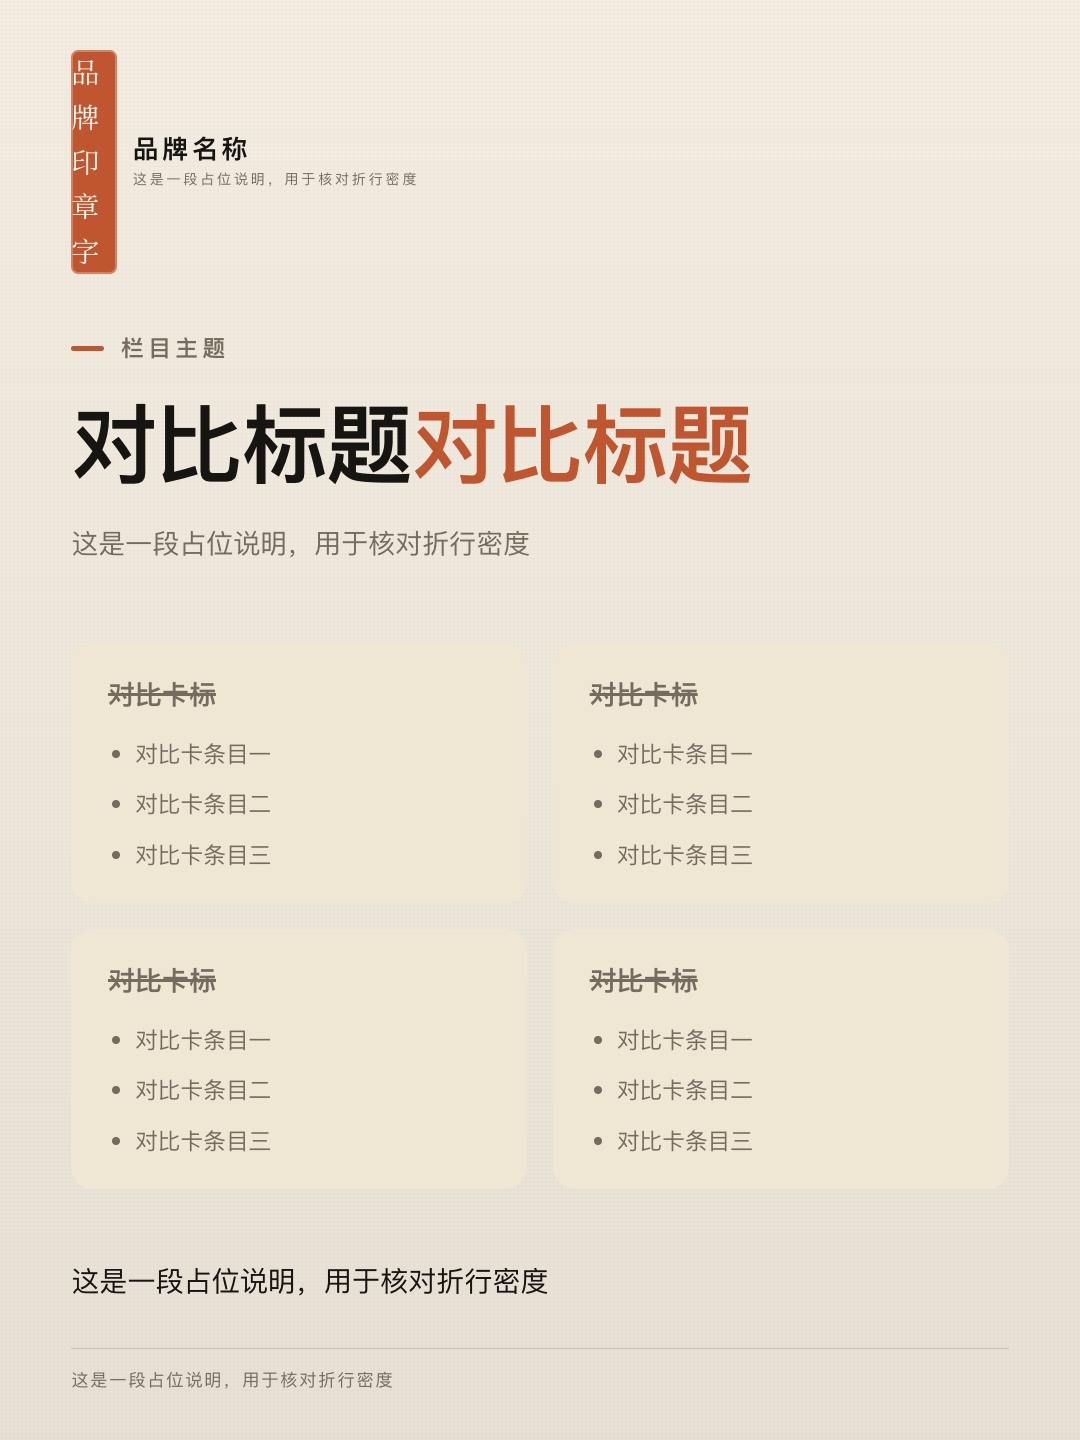 品牌印章字
品牌名称
这是一段占位说明，用于核对折行密度
栏目主题
对比标题对比标题
这是一段占位说明，用于核对折行密度
对比卡标
对比卡条目一
对比卡条目二
对比卡条目三
对比卡标
对比卡条目一
对比卡条目二
对比卡条目三
对比卡标
对比卡条目一
对比卡条目二
对比卡条目三
对比卡标
对比卡条目一
对比卡条目二
对比卡条目三
这是一段占位说明，用于核对折行密度
这是一段占位说明，用于核对折行密度